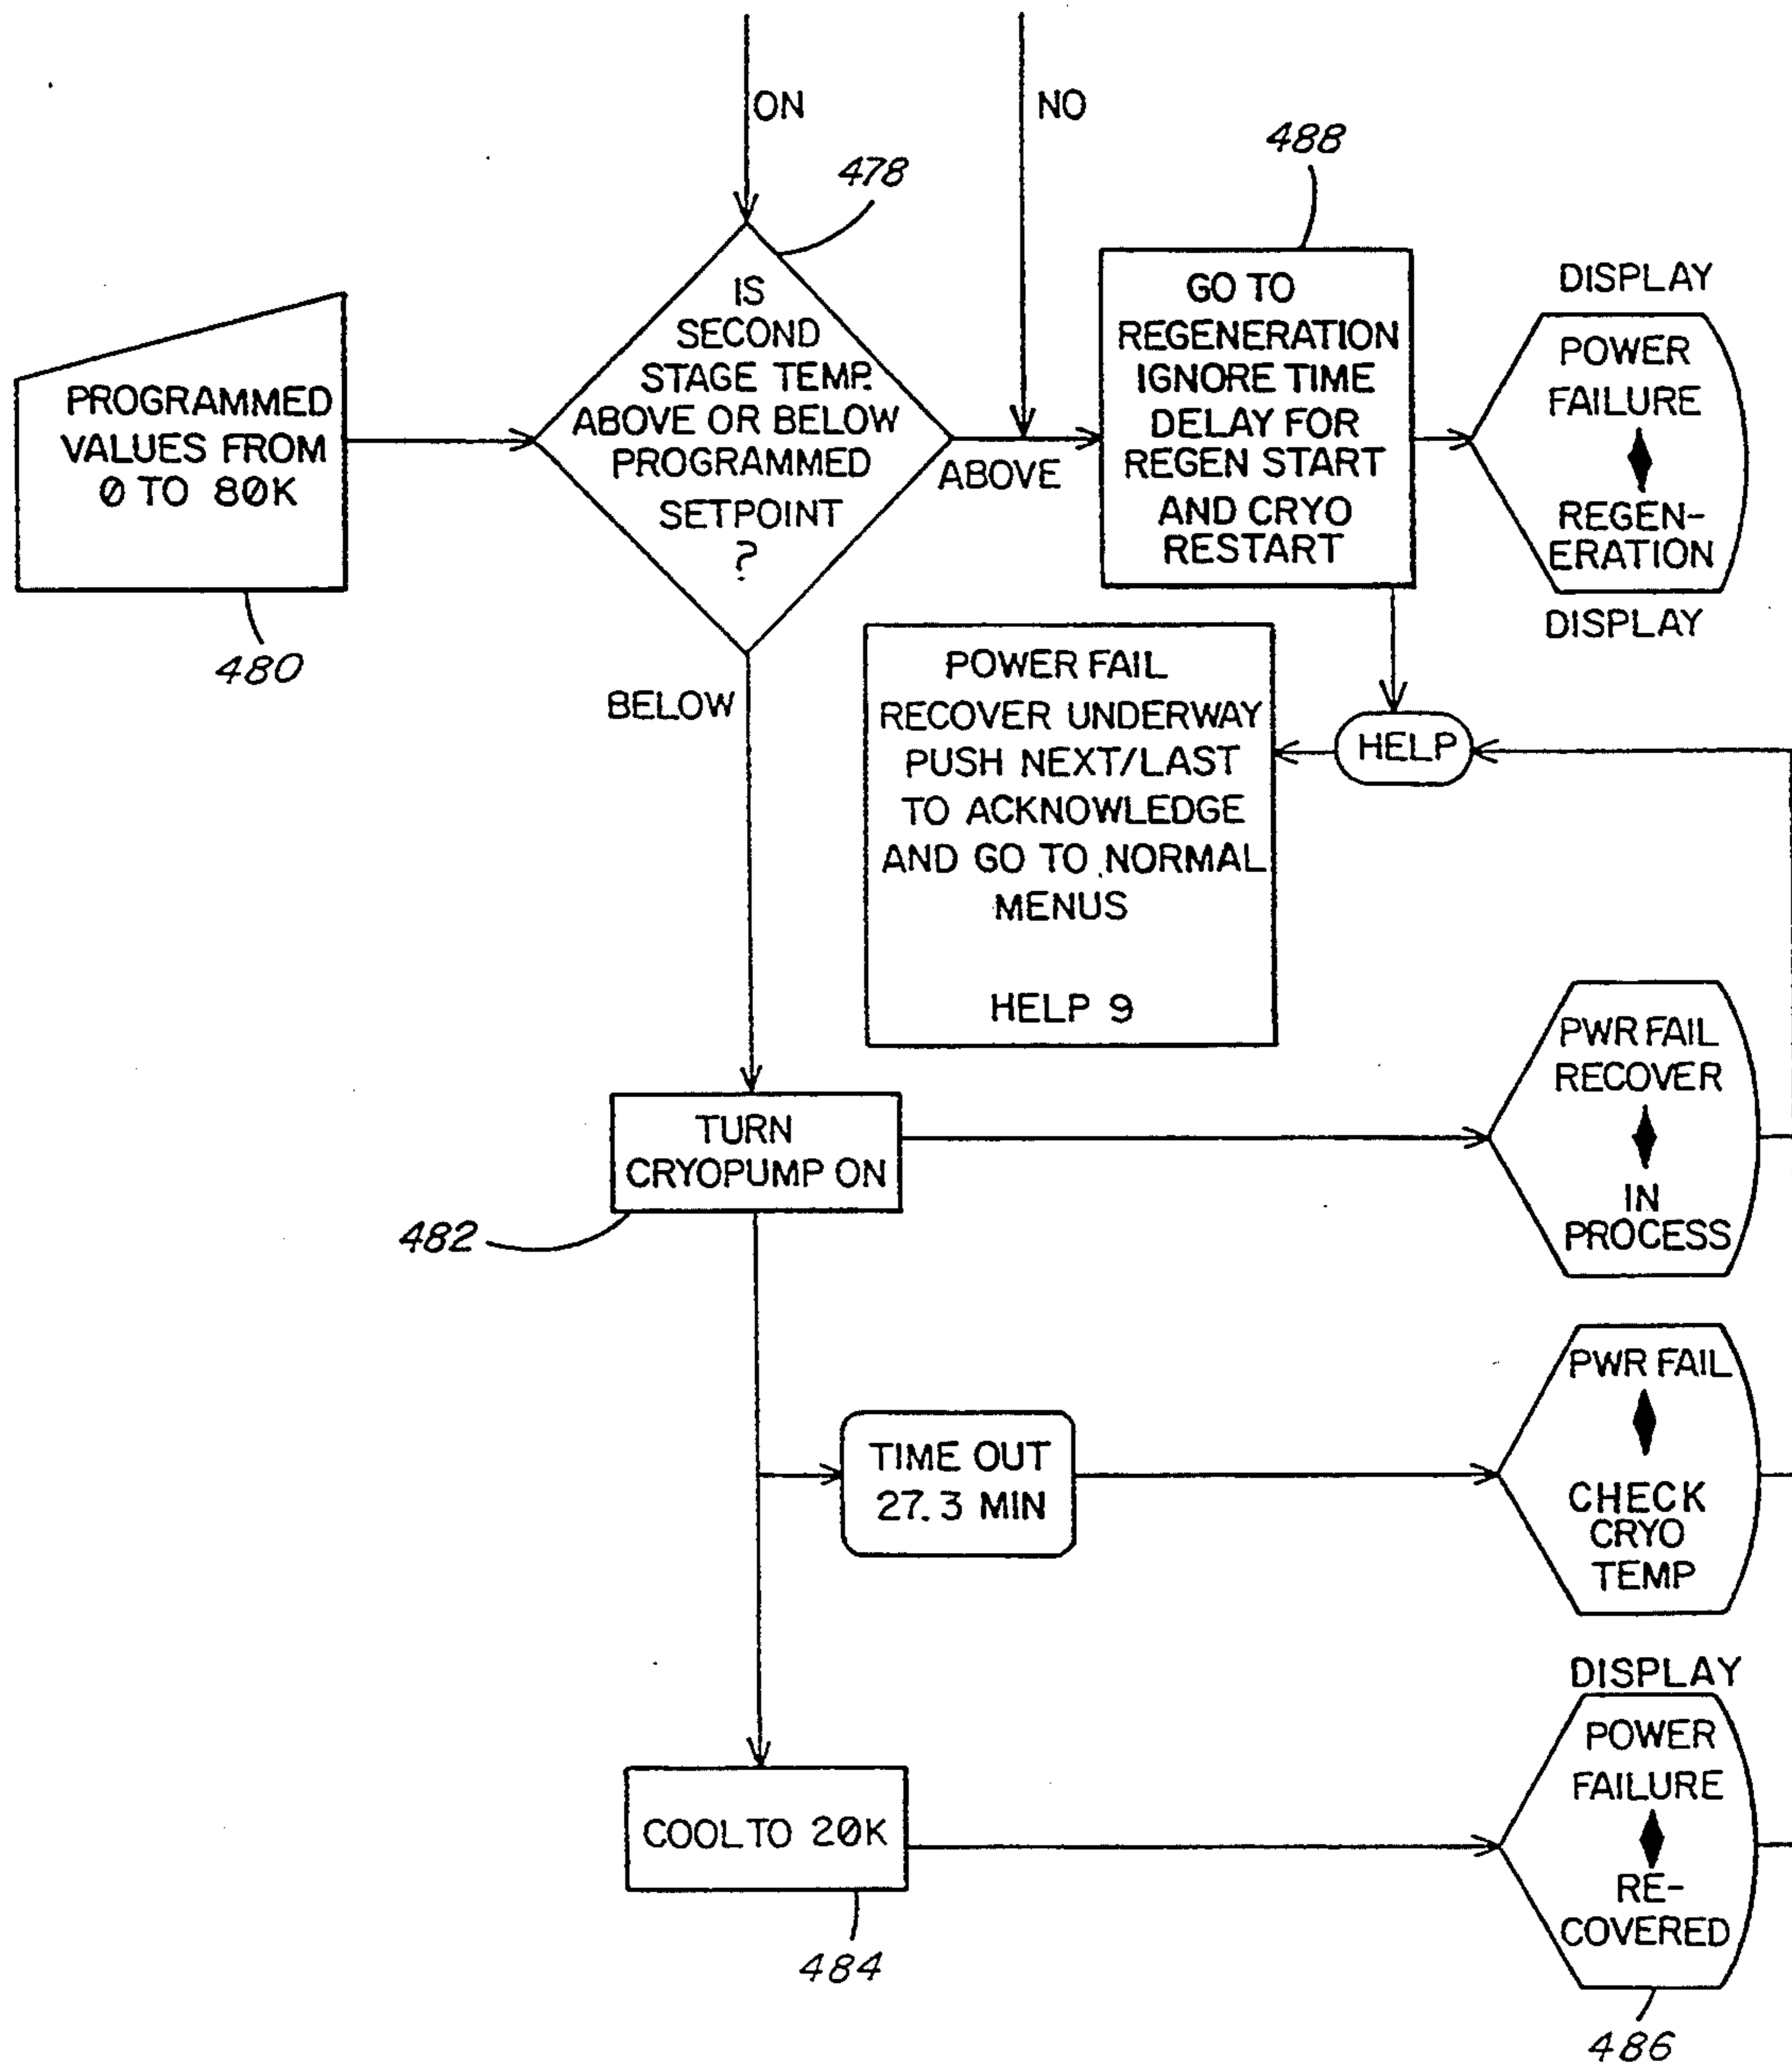 ON
NO
478
488
PROGRAMMED
VALUES FROM
0 TO 80K
480
IS
SECOND
STAGE TEMP.
ABOVE OR BELOW
PROGRAMMED
SETPOINT
?
ABOVE
BELOW
GO TO
REGENERATION
IGNORE TIME
DELAY FOR
REGEN START
AND CRYO
RESTART
DISPLAY
POWER
FAILURE
REGEN-
ERATION
DISPLAY
POWER FAIL
RECOVER UNDERWAY
PUSH NEXT/LAST
TO ACKNOWLEDGE
AND GO TO NORMAL
MENUS
HELP 9
HELP
TURN
CRYOPUMP ON
482
PWR FAIL
RECOVER
IN
PROCESS
TIME OUT
27.3 MIN
PWR FAIL
CHECK
CRYO
TEMP
COOL TO 20K
484
DISPLAY
POWER
FAILURE
RE-
COVERED
486